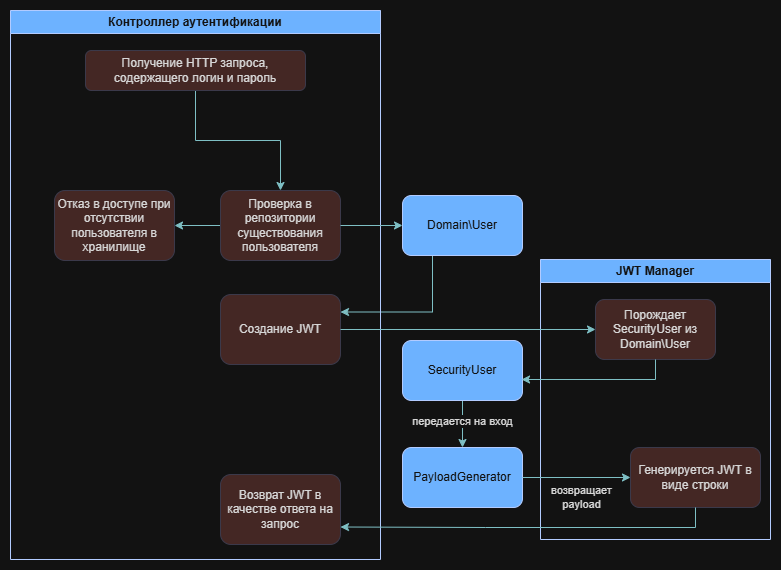 Контроллер аутентификации
Получение HTTP запроса,
содержащего логин и пароль
Отказ в доступе при
отсутствии
пользователя в
хранилище
Проверка в
репозитории
существования
пользователя
Domain\User
JWT Manager
Создание JWT
Порождает
SecurityUser из
Domain\User
SecurityUser
передается на вход
PayloadGenerator
возвращает
payload
Генерируется JWT в
виде строки
Возврат JWT в
качестве ответа на
запрос